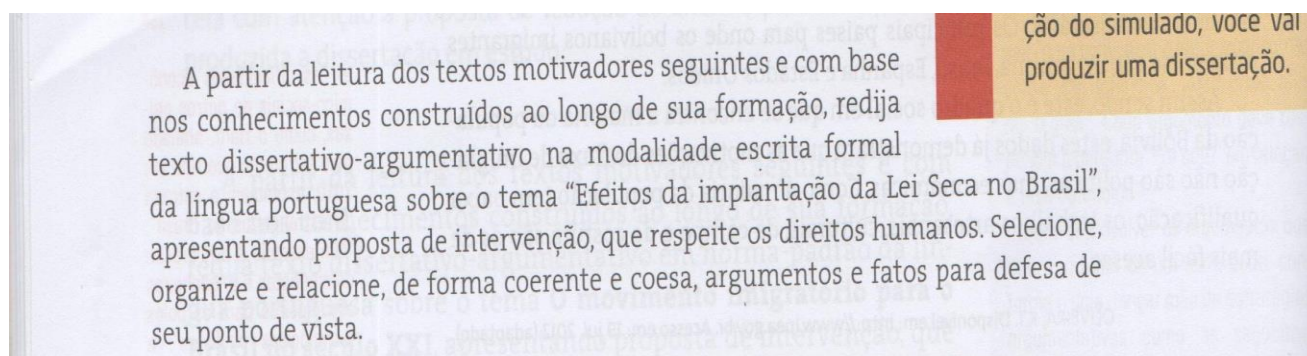 ção do simulado, você vai
produzir uma dissertação.
A partir da leitura dos textos motivadores seguintes e com base
nos conhecimentos construídos ao longo de sua formação, redija
texto dissertativo-argumentativo na modalidade escrita formal
da língua portuguesa sobre o tema “Efeitos da implantação da Lei Seca no Brasil”,
apresentando proposta de intervenção, que respeite os direitos humanos. Selecione,
organize e relacione, de forma coerente e coesa, argumentos e fatos para defesa de
seu ponto de vista.